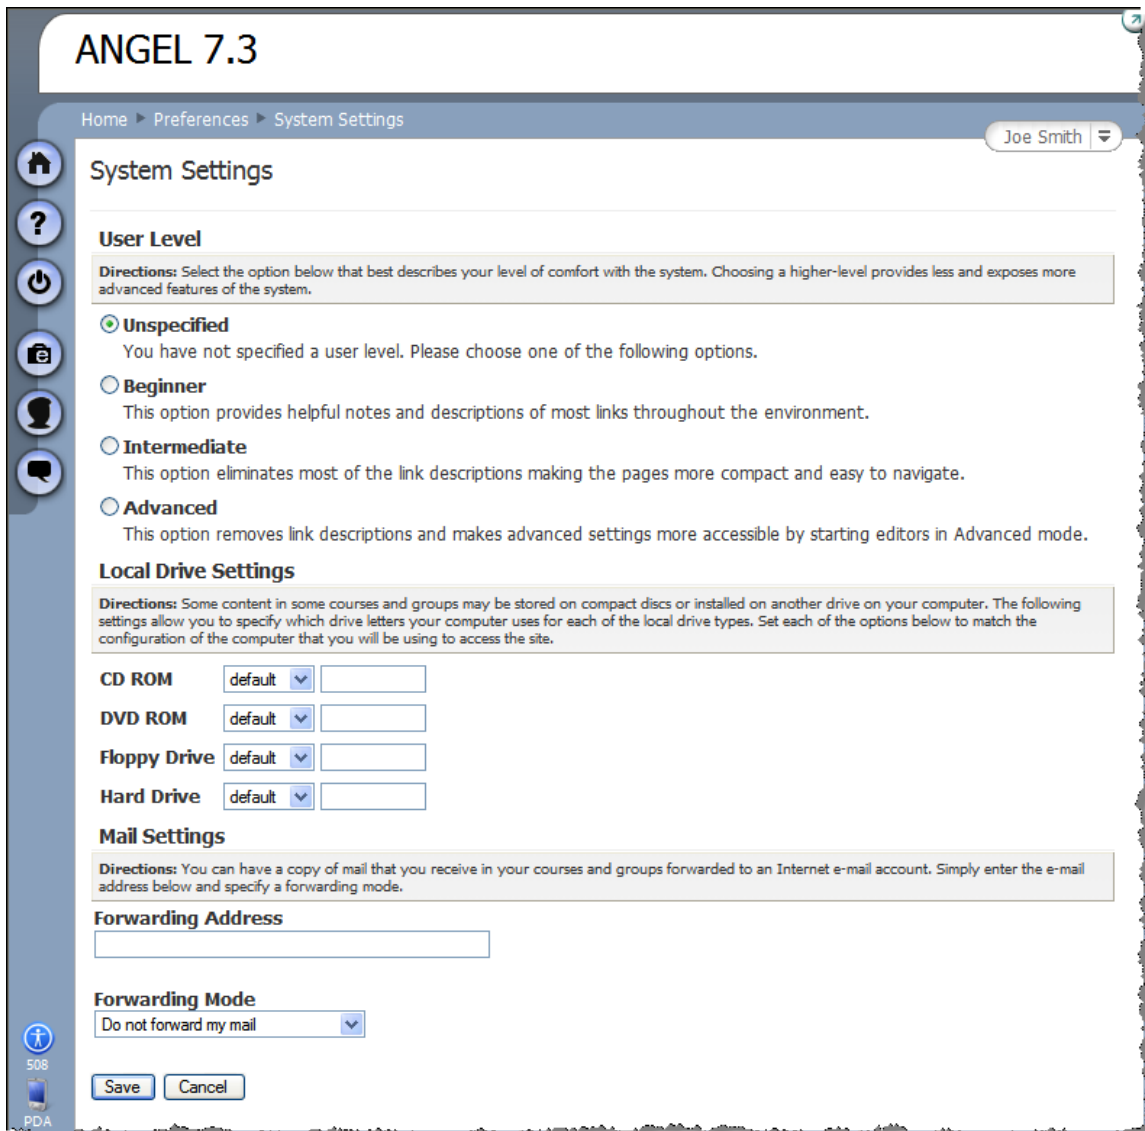 ANGEL 7.3
Home ▶ Preferences ▶ System Settings
Joe Smith
System Settings
User Level
Directions: Select the option below that best describes your level of comfort with the system. Choosing a higher-level provides less and exposes more
advanced features of the system.
Unspecified
You have not specified a user level. Please choose one of the following options.
Beginner
This option provides helpful notes and descriptions of most links throughout the environment.
Intermediate
This option eliminates most of the link descriptions making the pages more compact and easy to navigate.
Advanced
This option removes link descriptions and makes advanced settings more accessible by starting editors in Advanced mode.
Local Drive Settings
Directions: Some content in some courses and groups may be stored on compact discs or installed on another drive on your computer. The following
settings allow you to specify which drive letters your computer uses for each of the local drive types. Set each of the options below to match the
configuration of the computer that you will be using to access the site.
CD ROM default
DVD ROM default
Floppy Drive default
Hard Drive default
Mail Settings
Directions: You can have a copy of mail that you receive in your courses and groups forwarded to an Internet e-mail account. Simply enter the e-mail
address below and specify a forwarding mode.
Forwarding Address
Forwarding Mode
Do not forward my mail
508
Save Cancel
PDA